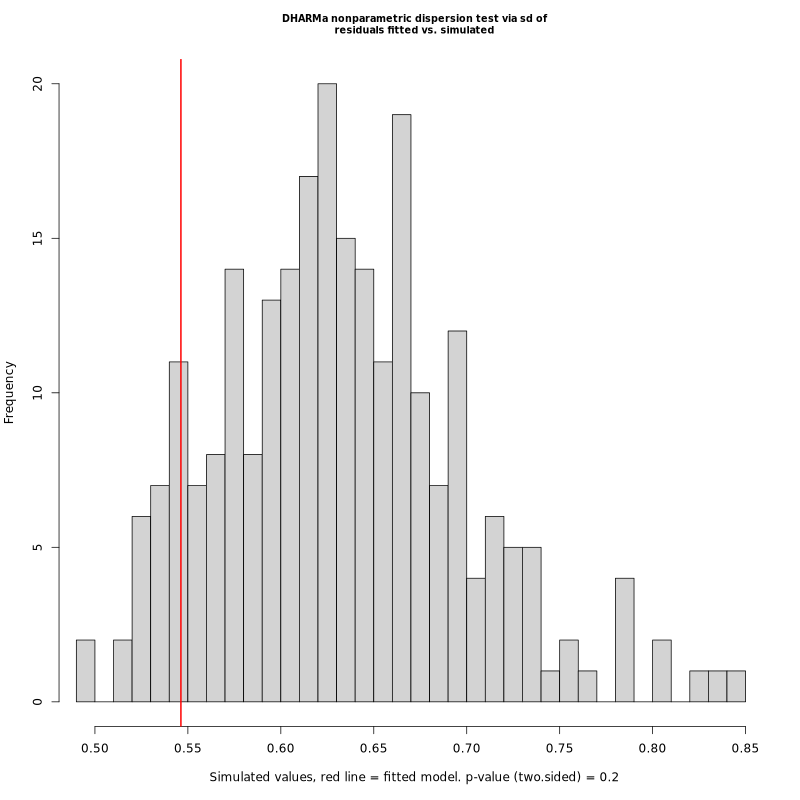 DHARMa nonparametric dispersion test via sd of
residuals fitted vs. simulated
20
15
10
5
0
Frequency
0.50 0.55 0.60 0.65 0.70 0.75 0.80 0.85
Simulated values, red line = fitted model. p-value (two.sided) = 0.2